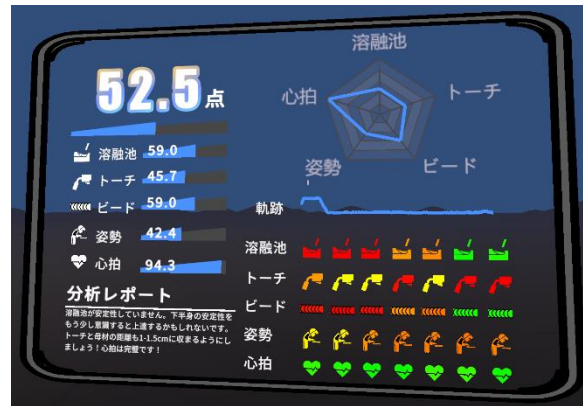 52.5点
溶融池 59.0
トーチ 45.7
ビード 59.0
姿勢 42.4
心拍 94.3
分析レポート
溶融池が安定していません。下半身の安定性を
もう少し意識すると上達するかもしれないです。
トーチと母材の距離も1-1.5cmに収まるようにし
ましょう！心拍は完璧です！
溶融池
心拍
トーチ
姿勢
ビード
軌跡
溶融池
トーチ
ビード
姿勢
心拍